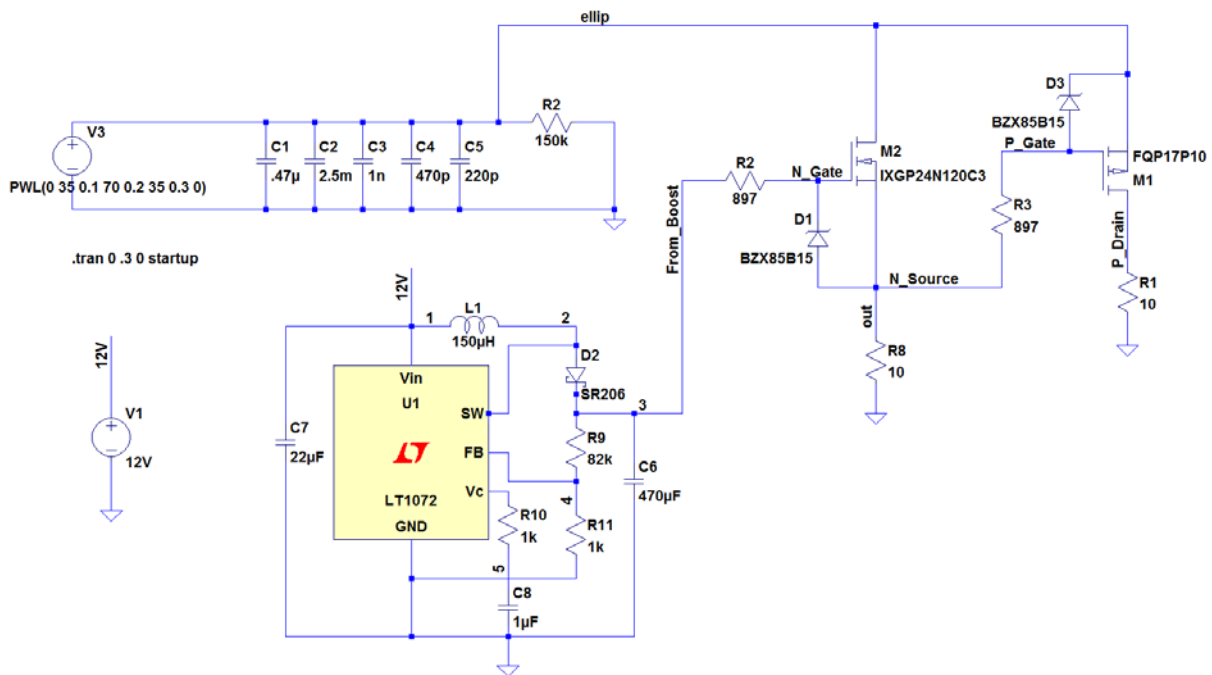 ellip
V3
PWL(0 35 0.1 70 0.2 35 0.3 0)
C1
.47µ
C2
2.5m
C3
1n
C4
470p
C5
220p
R2
150k
.tran 0 .3 0 startup
12V
V1
12V
12V
1
L1
150µH
2
D2
SR206
3
Vin
U1
SW
FB
Vc
LT1072
GND
C7
22µF
R9
82k
4
R10
1k
R11
1k
5
C8
1µF
C6
470µF
From_Boost
R2
897
N_Gate
D1
BZX85B15
M2
IXGP24N120C3
N_Source
out
R8
10
D3
BZX85B15
P_Gate
FQP17P10
M1
R3
897
P_Drain
R1
10